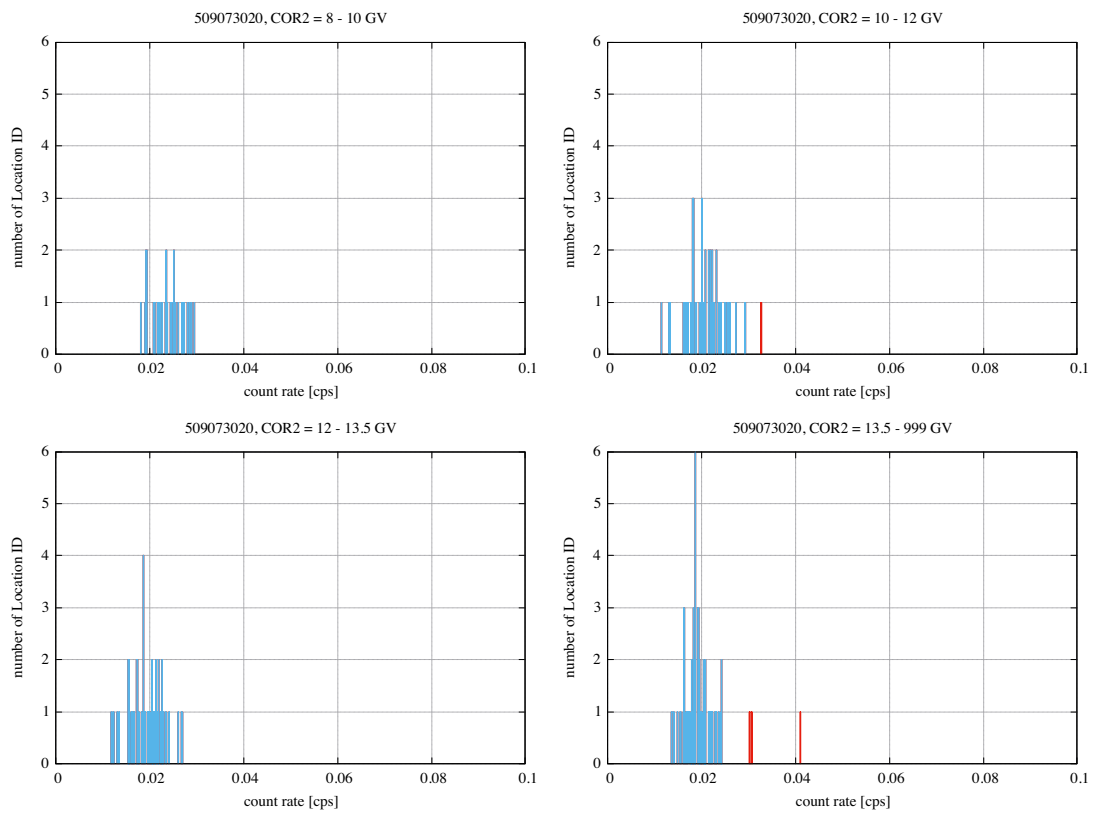 509073020, COR2 = 8 - 10 GV
6
5
4
3
2
1
0
number of Location ID
0 0.02 0.04 0.06 0.08 0.1
count rate [cps]
509073020, COR2 = 10 - 12 GV
6
5
4
3
2
1
0
number of Location ID
0 0.02 0.04 0.06 0.08 0.1
count rate [cps]
509073020, COR2 = 12 - 13.5 GV
6
5
4
3
2
1
0
number of Location ID
0 0.02 0.04 0.06 0.08 0.1
count rate [cps]
509073020, COR2 = 13.5 - 999 GV
6
5
4
3
2
1
0
number of Location ID
0 0.02 0.04 0.06 0.08 0.1
count rate [cps]